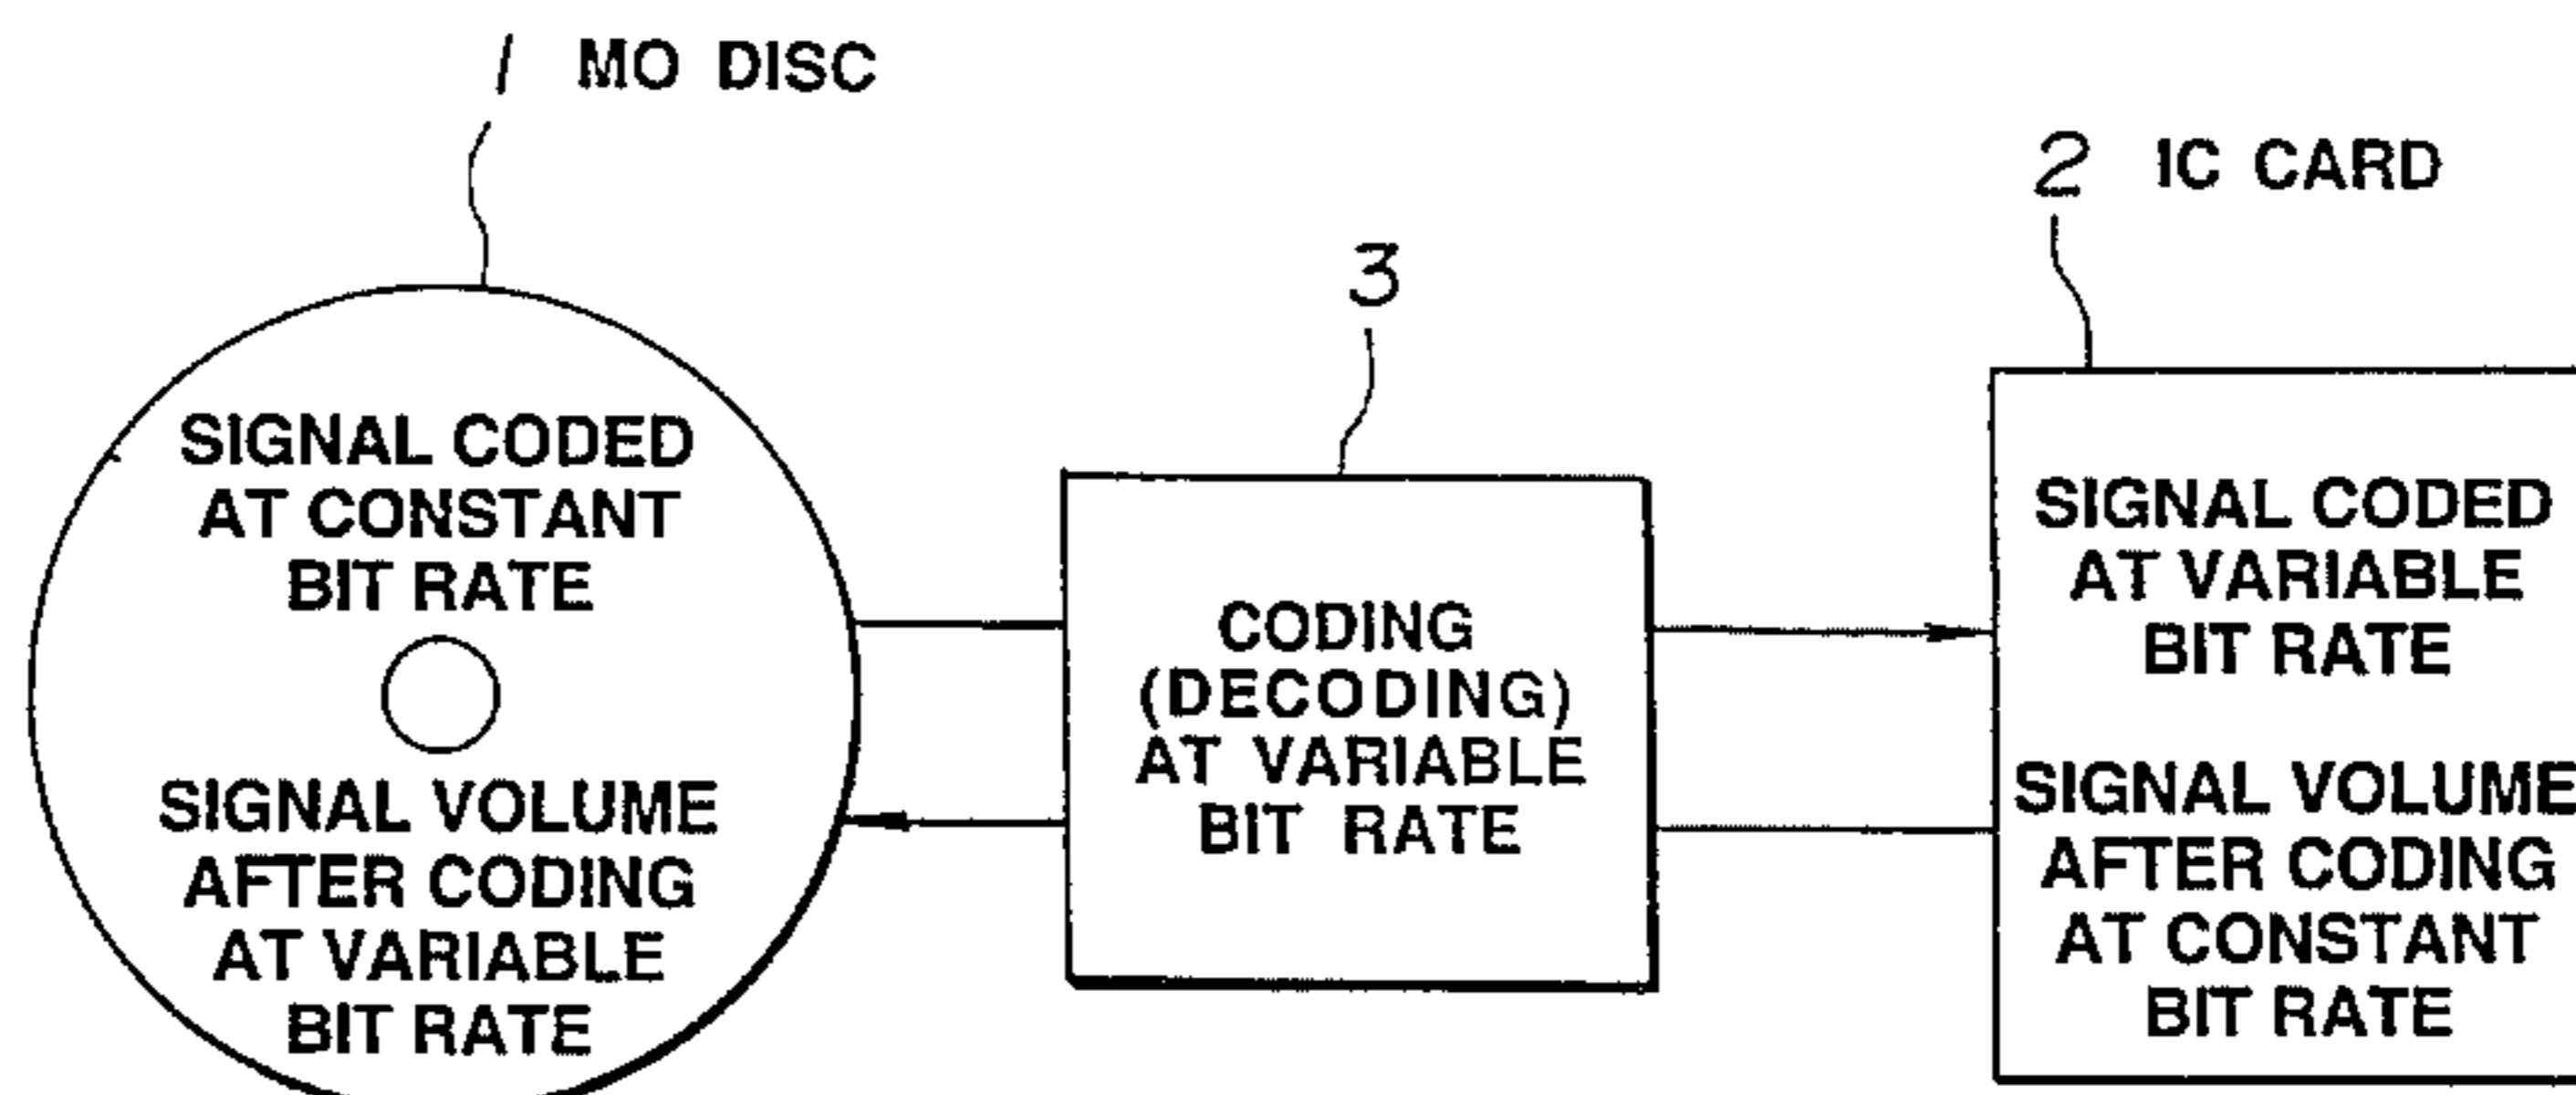 1 MO DISC
2 IC CARD
3
SIGNAL CODED
AT CONSTANT
BIT RATE
SIGNAL VOLUME
AFTER CODING
AT VARIABLE
BIT RATE
CODING
(DECODING)
AT VARIABLE
BIT RATE
SIGNAL CODED
AT VARIABLE
BIT RATE
SIGNAL VOLUME
AFTER CODING
AT CONSTANT
BIT RATE